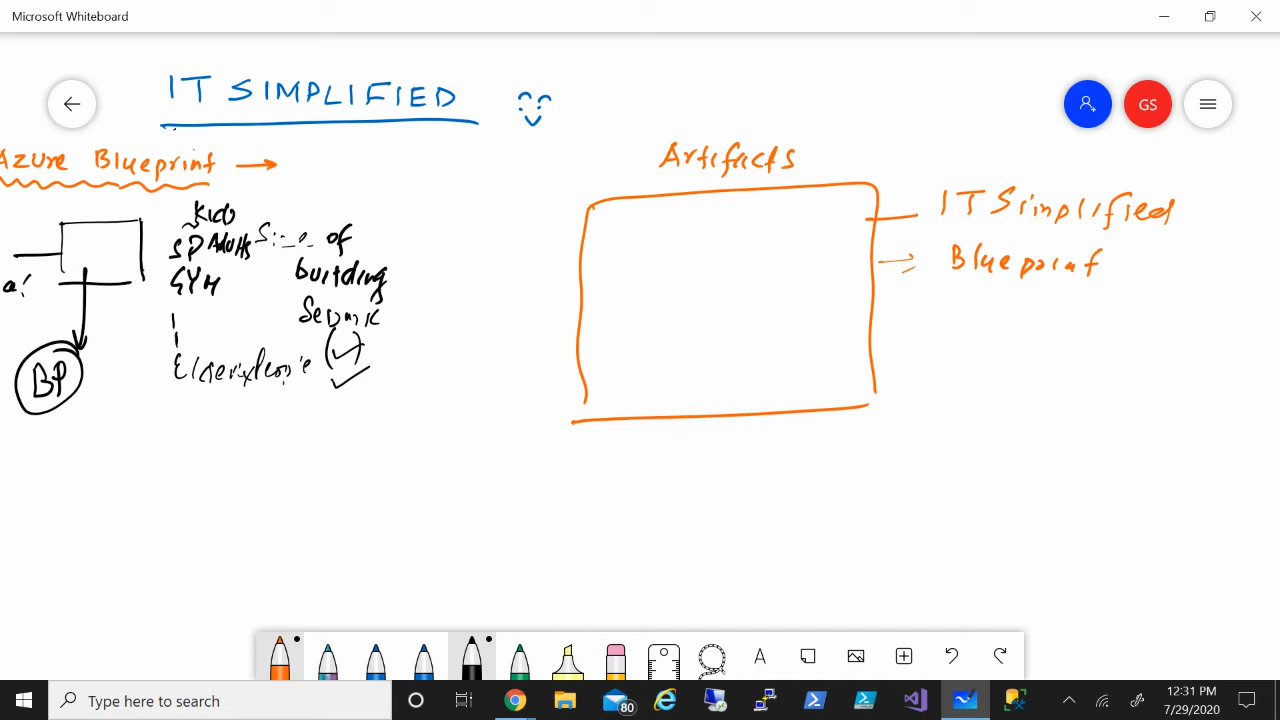 Microsoft Whiteboard
IT SIMPLIFIED
GS
Azure Blueprint →
Artifacts
Kids
SP Adults
of
GYM
building
BP
IT Simplified
Blueprint
A
Type here to search
80
12:31 PM
7/29/2020